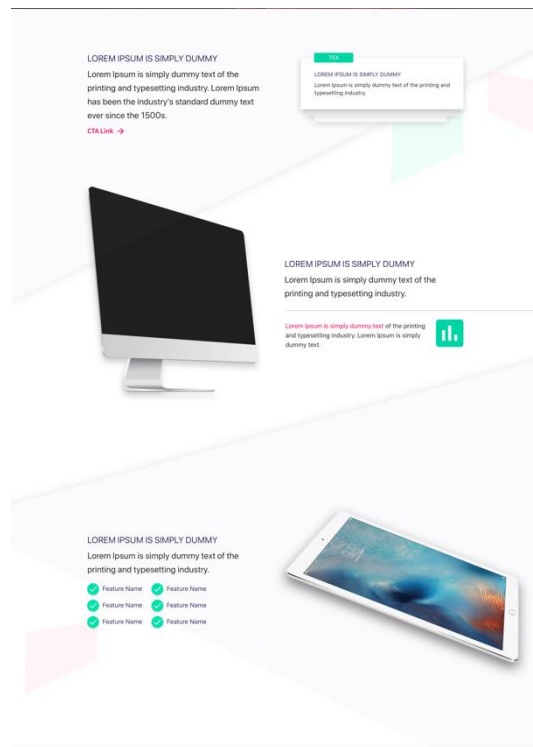 LOREM IPSUM IS SIMPLY DUMMY
Lorem Ipsum is simply dummy text of the
printing and typesetting industry. Lorem Ipsum
has been the industry's standard dummy text
ever since the 1500s.
CTA Link →
TEX
LOREM IPSUM IS SIMPLY DUMMY
Lorem Ipsum is simply dummy text of the printing and
typesetting industry.
LOREM IPSUM IS SIMPLY DUMMY
Lorem Ipsum is simply dummy text of the
printing and typesetting industry.
Lorem Ipsum is simply dummy text of the printing
and typesetting industry. Lorem Ipsum is simply
dummy text.
LOREM IPSUM IS SIMPLY DUMMY
Lorem Ipsum is simply dummy text of the
printing and typesetting industry.
Feature Name Feature Name
Feature Name Feature Name
Feature Name Feature Name